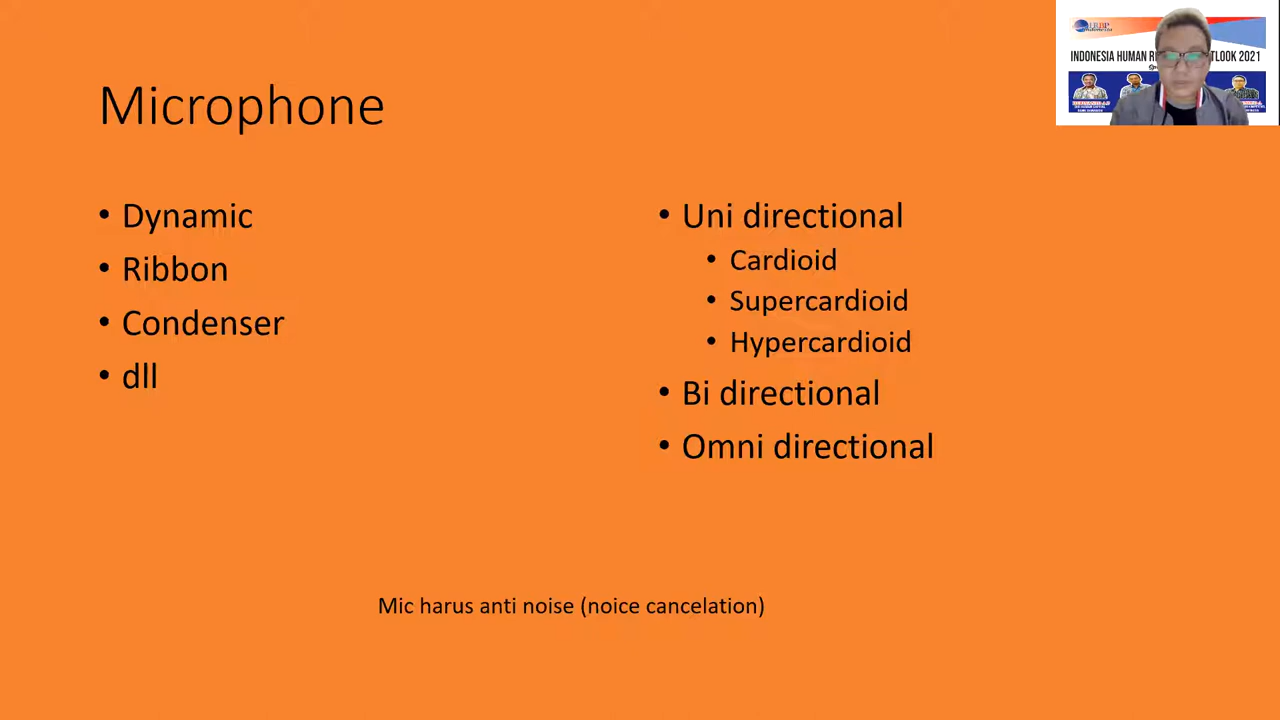 Microphone
• Dynamic
• Ribbon
• Condenser
• dll
• Uni directional
• Cardioid
• Supercardioid
• Hypercardioid
• Bi directional
• Omni directional
Mic harus anti noise (noice cancelation)
Indonesia
INDONESIA HUMAN
TLOOK 2021